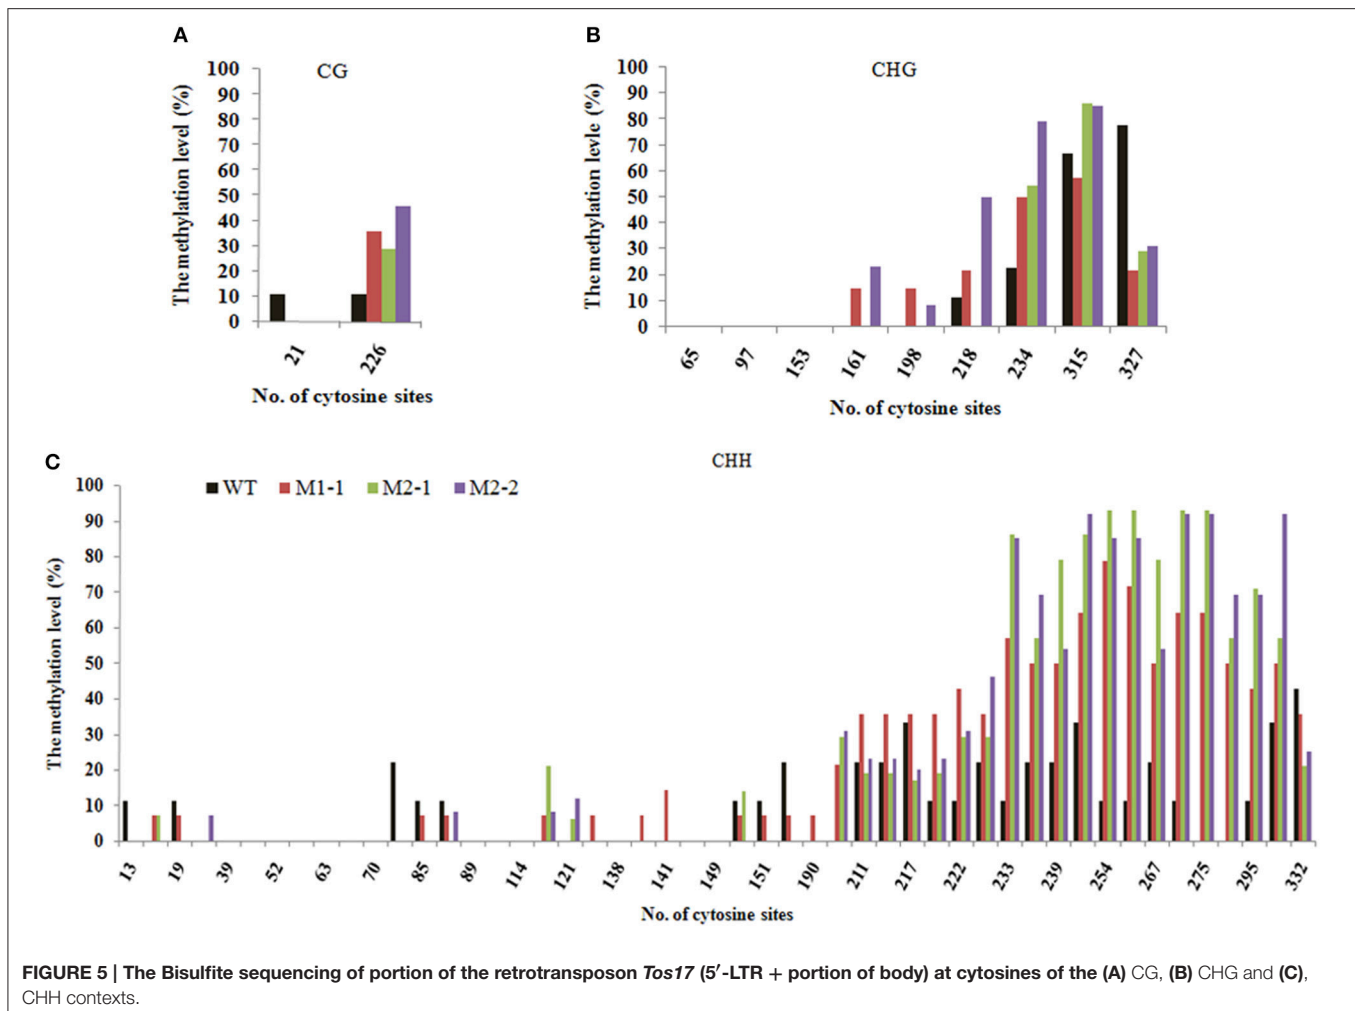 A
CG
The methylation level (%)
100
90
80
70
60
50
40
30
20
10
0
21 226
No. of cytosine sites
B
CHG
The methylation levle (%)
100
90
80
70
60
50
40
30
20
10
0
65 97 153 161 198 218 234 315 327
No. of cytosine sites
C
CHH
WT M1-1 M2-1 M2-2
The methylation level (%)
100
90
80
70
60
50
40
30
20
10
0
13 19 39 52 63 70 85 89 114 121 138 141 149 151 190 211 217 222 233 239 254 267 275 295 332
No. of cytosine sites
FIGURE 5 | The Bisulfite sequencing of portion of the retrotransposon Tos17 (5′-LTR + portion of body) at cytosines of the (A) CG, (B) CHG and (C),
CHH contexts.